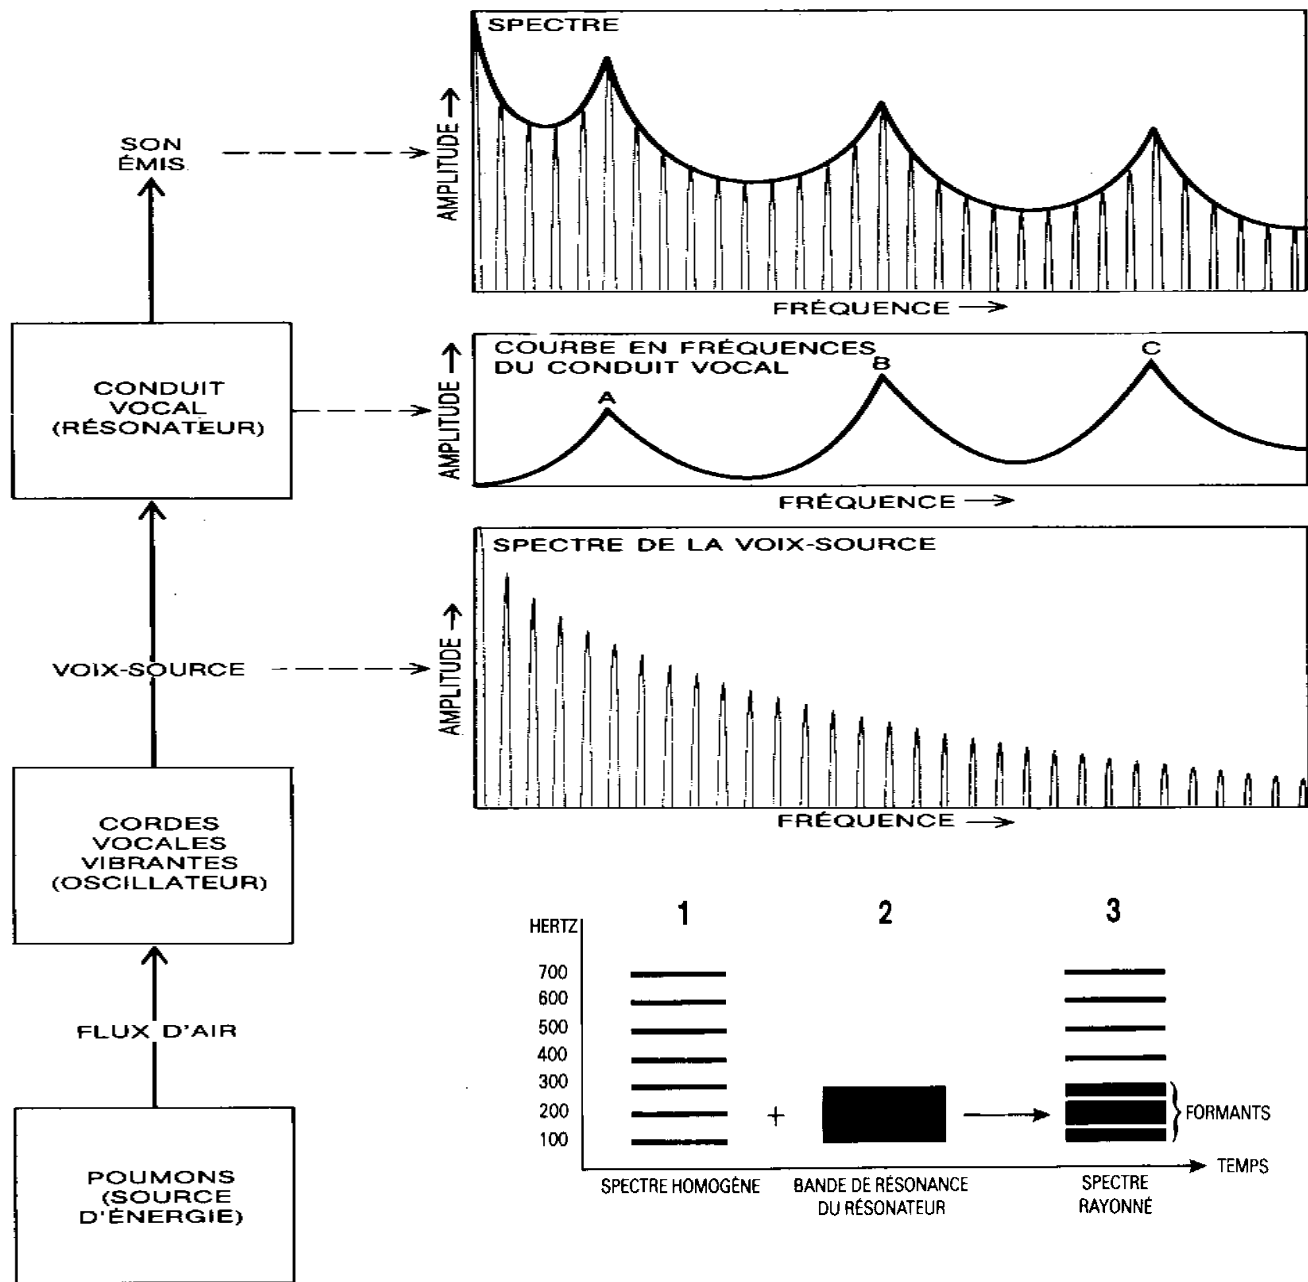 SPECTRE
AMPLITUDE
FRÉQUENCE
SON
ÉMIS
COURBE EN FRÉQUENCES
DU CONDUIT VOCAL
A
B
C
AMPLITUDE
FRÉQUENCE
CONDUIT
VOCAL
(RÉSONATEUR)
SPECTRE DE LA VOIX-SOURCE
AMPLITUDE
FRÉQUENCE
VOIX-SOURCE
CORDES
VOCALES
VIBRANTES
(OSCILLATEUR)
FLUX D'AIR
POUMONS
(SOURCE
D'ÉNERGIE)
1 2 3
HERTZ
700
600
500
400
300
200
100
+
FORMANTS
TEMPS
SPECTRE HOMOGÈNE
BANDE DE RÉSONANCE
DU RÉSONATEUR
SPECTRE
RAYONNÉ